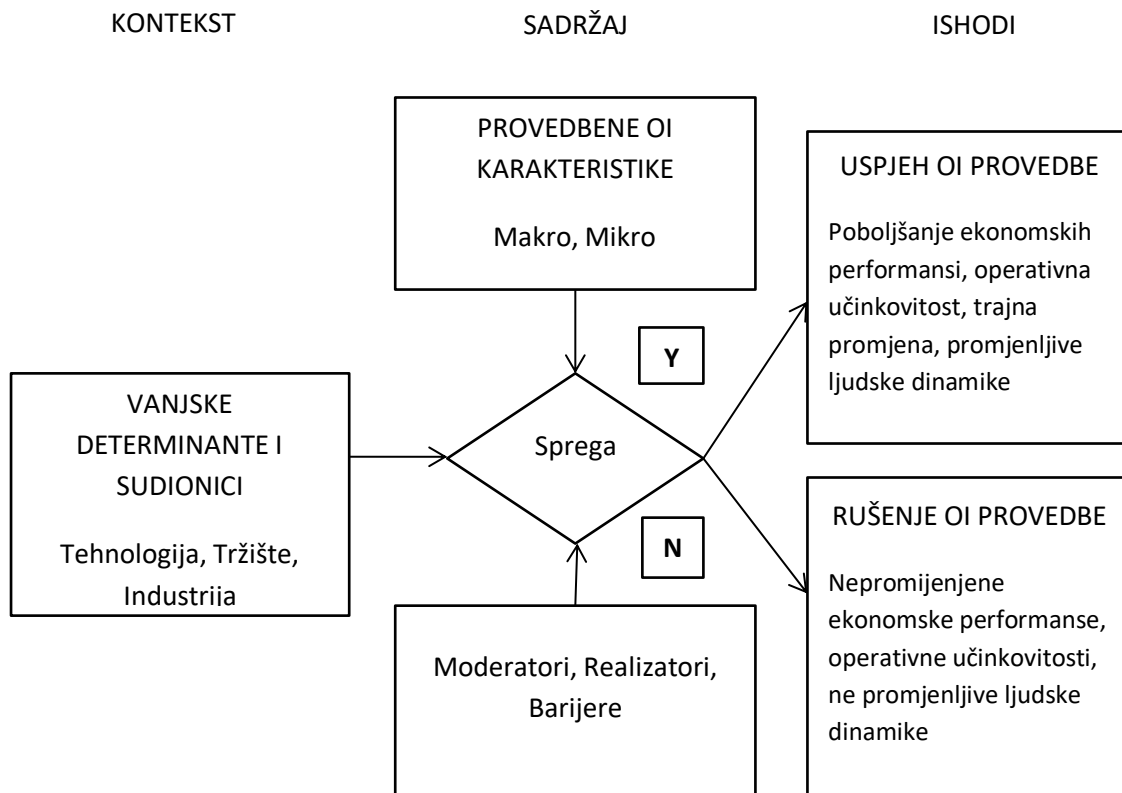 KONTEKST
SADRŽAJ
ISHODI
PROVEDBENE OI
KARAKTERISTIKE
Makro, Mikro
USPJEH OI PROVEDBE
Poboljšanje ekonomskih
performansi, operativna
učinkovitost, trajna
promjena, promjenljive
ljudske dinamike
Y
VANJSKE
DETERMINANTE I
SUDIONICI
Tehnologija, Tržište,
Industrija
Sprega
N
RUŠENJE OI PROVEDBE
Nepromijenjene
ekonomske performanse,
operativne učinkovitosti,
ne promjenljive ljudske
dinamike
Moderatori, Realizatori,
Barijere